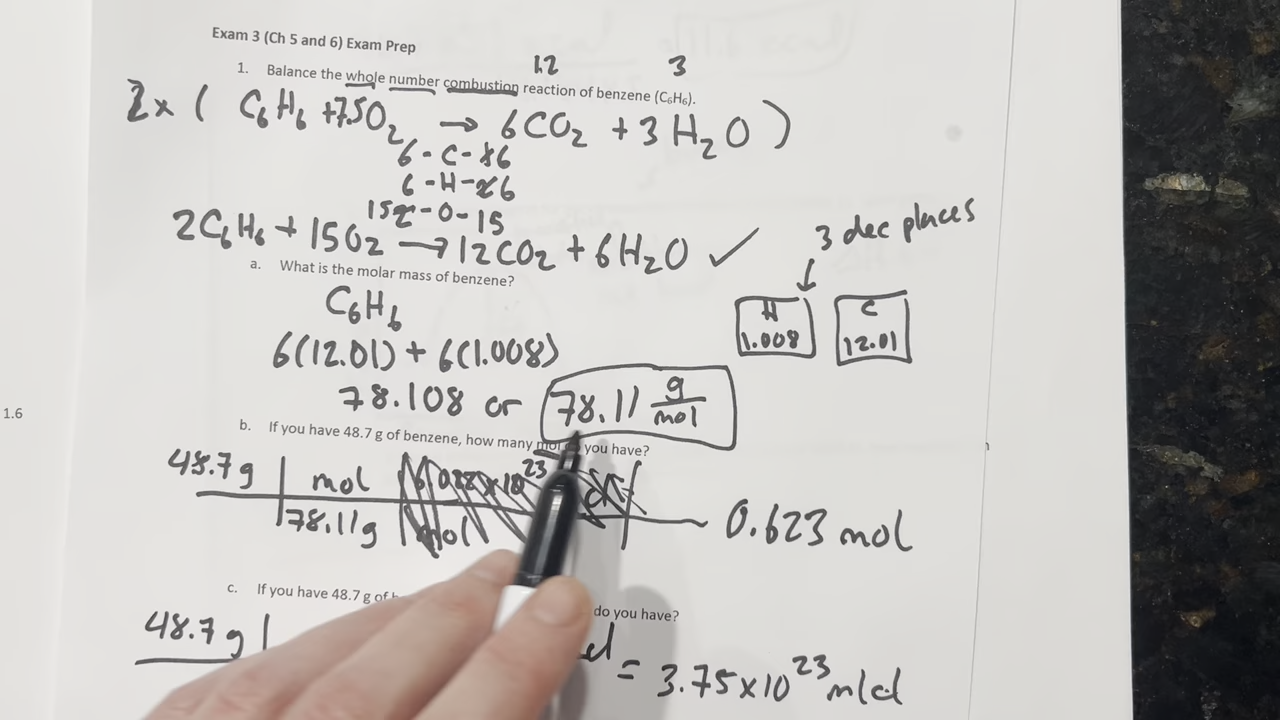 Exam 3 (Ch 5 and 6) Exam Prep
12 3
1. Balance the whole number combustion reaction of benzene (C₆H₆).
2x ( C₆H₆ +7.5O₂ → 6CO₂ + 3H₂O )
6-C-6
6-H-6
15-O-15
2C₆H₆ + 15O₂ → 12CO₂ + 6H₂O ✓
3 dec places
a. What is the molar mass of benzene?
C₆H₆
H C
1.008 12.01
6(12.01) + 6(1.008)
78.108 or 78.11 g/mol
1.6
b. If you have 48.7 g of benzene, how many you have?
48.7g | mol
78.11g
0.623 mol
c. If you have 48.7 g of do you have?
48.7g |
= 3.75x10²³ mlcl